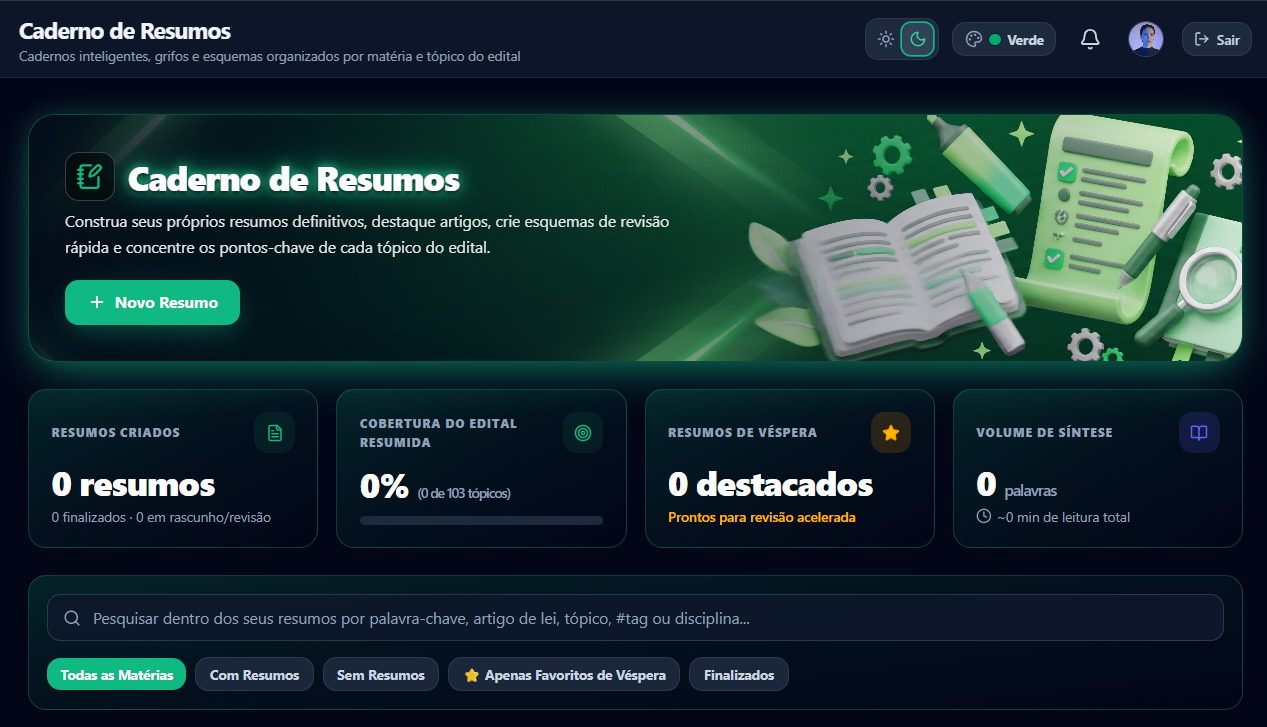 Caderno de Resumos
Cadernos inteligentes, grifos e esquemas organizados por matéria e tópico do edital
Verde
Sair
Caderno de Resumos
Construa seus próprios resumos definitivos, destaque artigos, crie esquemas de revisão
rápida e concentre os pontos-chave de cada tópico do edital.
+ Novo Resumo
RESUMOS CRIADOS
0 resumos
0 finalizados · 0 em rascunho/revisão
COBERTURA DO EDITAL
RESUMIDA
0% (0 de 103 tópicos)
RESUMOS DE VÉSPERA
0 destacados
Prontos para revisão acelerada
VOLUME DE SÍNTESE
0 palavras
~0 min de leitura total
Pesquisar dentro dos seus resumos por palavra-chave, artigo de lei, tópico, #tag ou disciplina...
Todas as Matérias
Com Resumos
Sem Resumos
⭐ Apenas Favoritos de Véspera
Finalizados